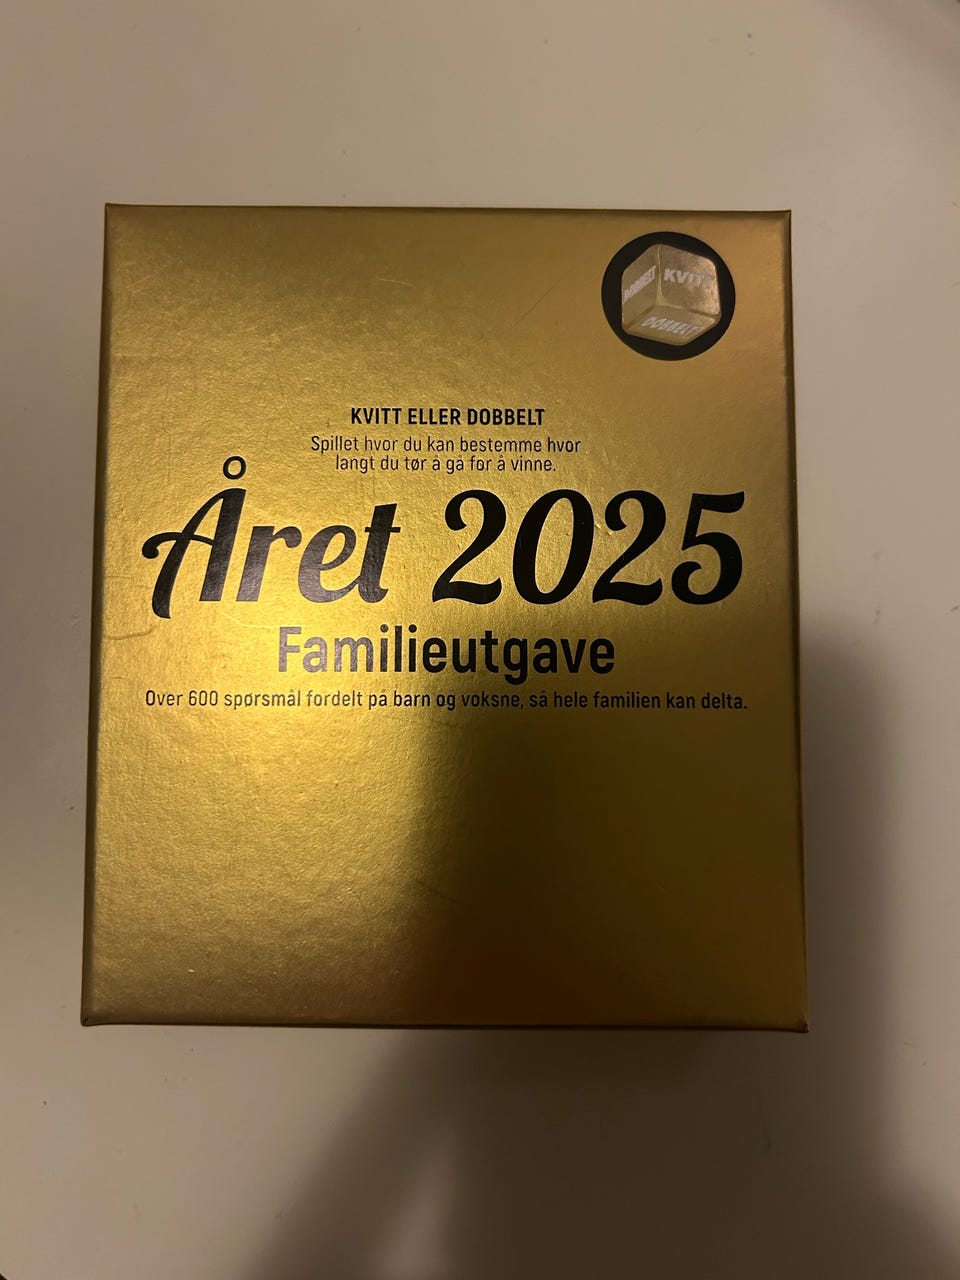 DOBBELT
KVITT
DOBBELT
KVITT ELLER DOBBELT
Spillet hvor du kan bestemme hvor
langt du tør å gå for å vinne.
Året 2025
Familieutgave
Over 600 spørsmål fordelt på barn og voksne, så hele familien kan delta.